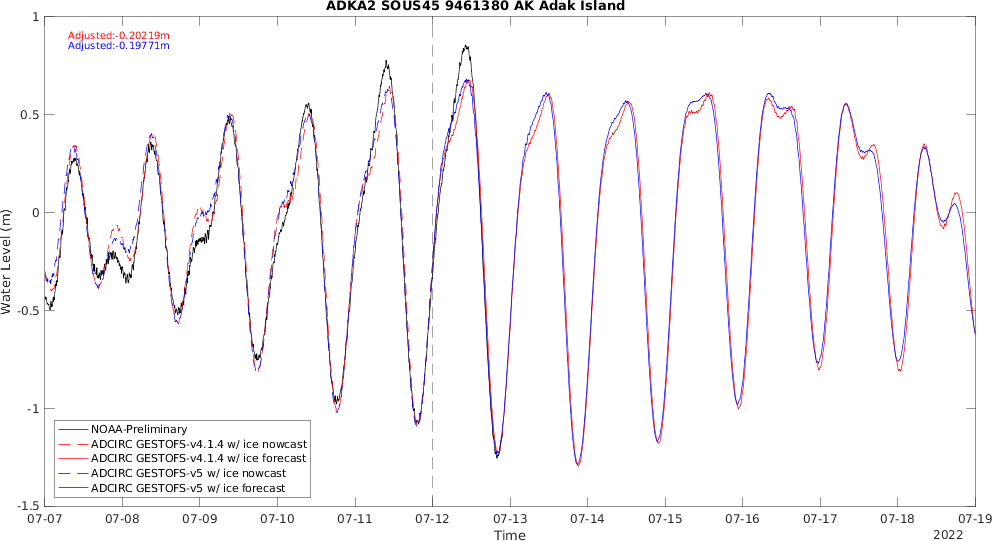 ADKA2 SOUS45 9461380 AK Adak Island
Adjusted:-0.20219m
Adjusted:-0.19771m
1
0.5
0
-0.5
-1
-1.5
Water Level (m)
NOAA-Preliminary
ADCIRC GESTOFS-v4.1.4 w/ ice nowcast
ADCIRC GESTOFS-v4.1.4 w/ ice forecast
ADCIRC GESTOFS-v5 w/ ice nowcast
ADCIRC GESTOFS-v5 w/ ice forecast
07-07 07-08 07-09 07-10 07-11 07-12 07-13 07-14 07-15 07-16 07-17 07-18 07-19
Time
2022